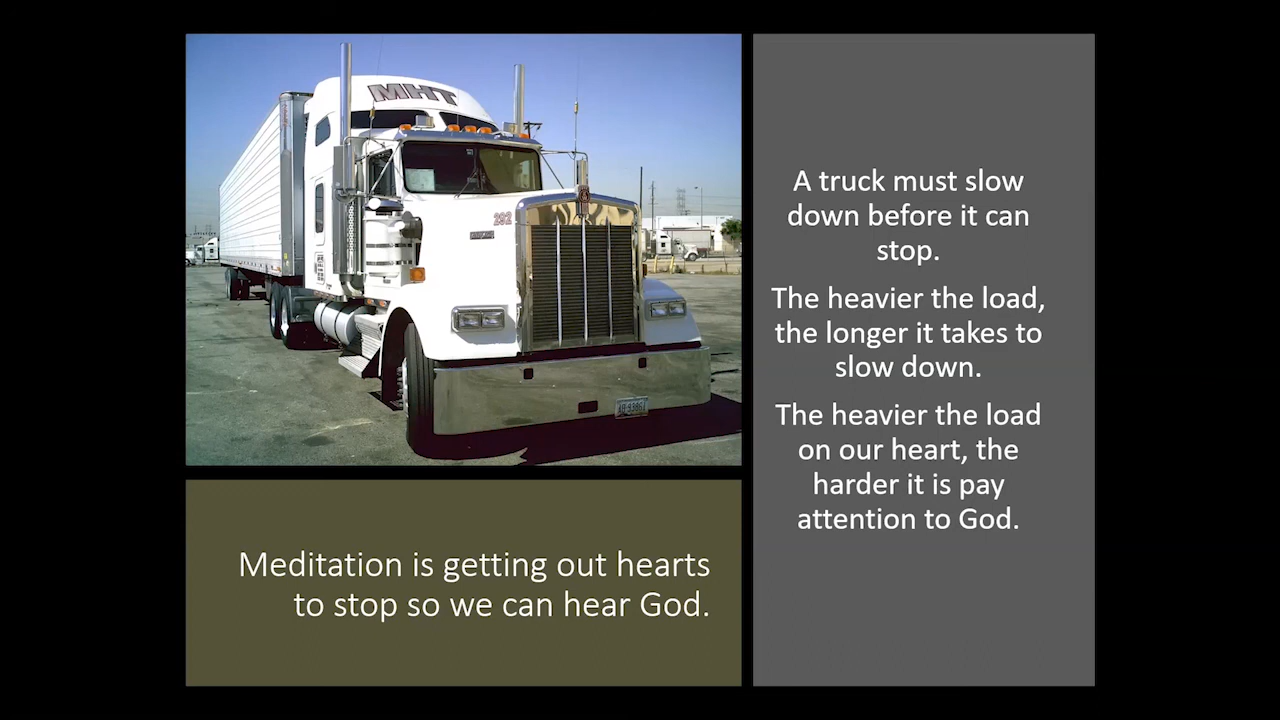 MHT
282
Meditation is getting out hearts
to stop so we can hear God.
A truck must slow
down before it can
stop.
The heavier the load,
the longer it takes to
slow down.
The heavier the load
on our heart, the
harder it is pay
attention to God.